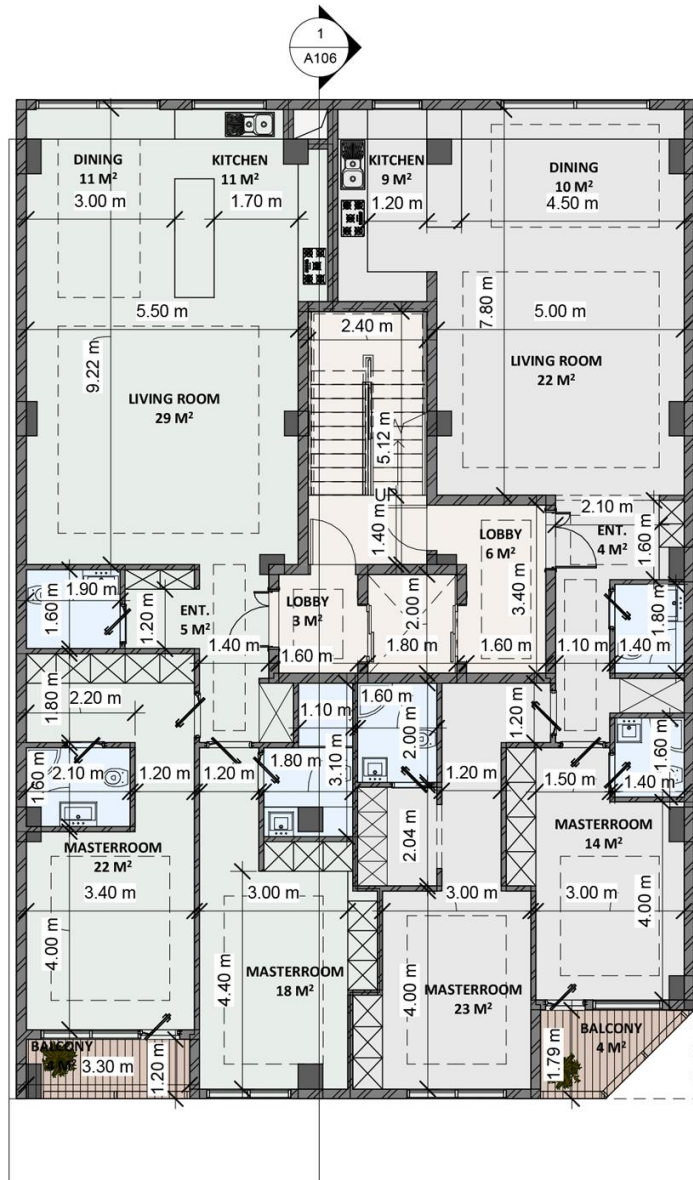 1
A106
DINING
11 M²
3.00 m
KITCHEN
11 M²
1.70 m
KITCHEN
9 M²
1.20 m
DINING
10 M²
4.50 m
5.50 m
2.40 m
7.80 m
5.00 m
9.22 m
LIVING ROOM
29 M²
LIVING ROOM
22 M²
5.12 m
UP
1.40 m
LOBBY
6 M²
3.40 m
2.10 m
ENT.
4 M²
1.60 m
1.90 m
1.60 m
1.20 m
ENT.
5 M²
1.40 m
LOBBY
3 M²
1.60 m
2.00 m
1.80 m
1.60 m
1.10 m
1.80 m
1.40 m
1.80 m
2.20 m
1.10 m
1.60 m
2.00 m
1.20 m
1.60 m
2.10 m
1.20 m
1.20 m
1.80 m
3.10 m
1.20 m
1.50 m
1.60 m
1.40 m
2.04 m
MASTERROOM
22 M²
3.40 m
4.00 m
3.00 m
4.40 m
MASTERROOM
18 M²
3.00 m
4.00 m
MASTERROOM
23 M²
MASTERROOM
14 M²
3.00 m
4.00 m
BALCONY
4 M²
3.30 m
1.20 m
1.79 m
BALCONY
4 M²